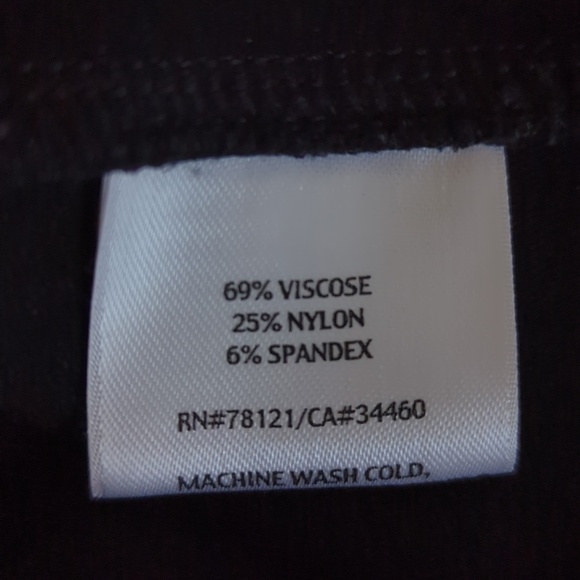 69% VISCOSE
25% NYLON
6% SPANDEX
RN#78121/CA#34460
MACHINE WASH COLD,